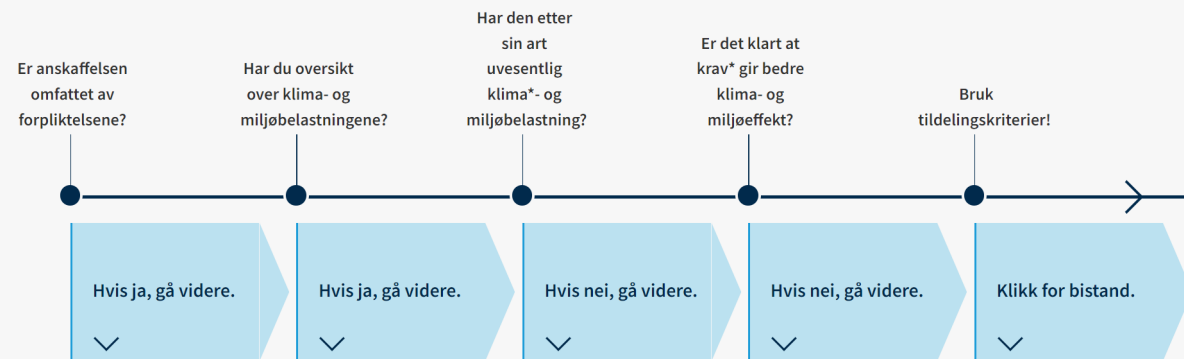 Er anskaffelsen
omfattet av
forpliktelsene?
Har du oversikt
over klima- og
miljøbelastningene?
Har den etter
sin art
uvesentlig
klima*- og
miljøbelastning?
Er det klart at
krav* gir bedre
klima- og
miljøeffekt?
Bruk
tildelingskriterier!
Hvis ja, gå videre.
Hvis ja, gå videre.
Hvis nei, gå videre.
Hvis nei, gå videre.
Klikk for bistand.